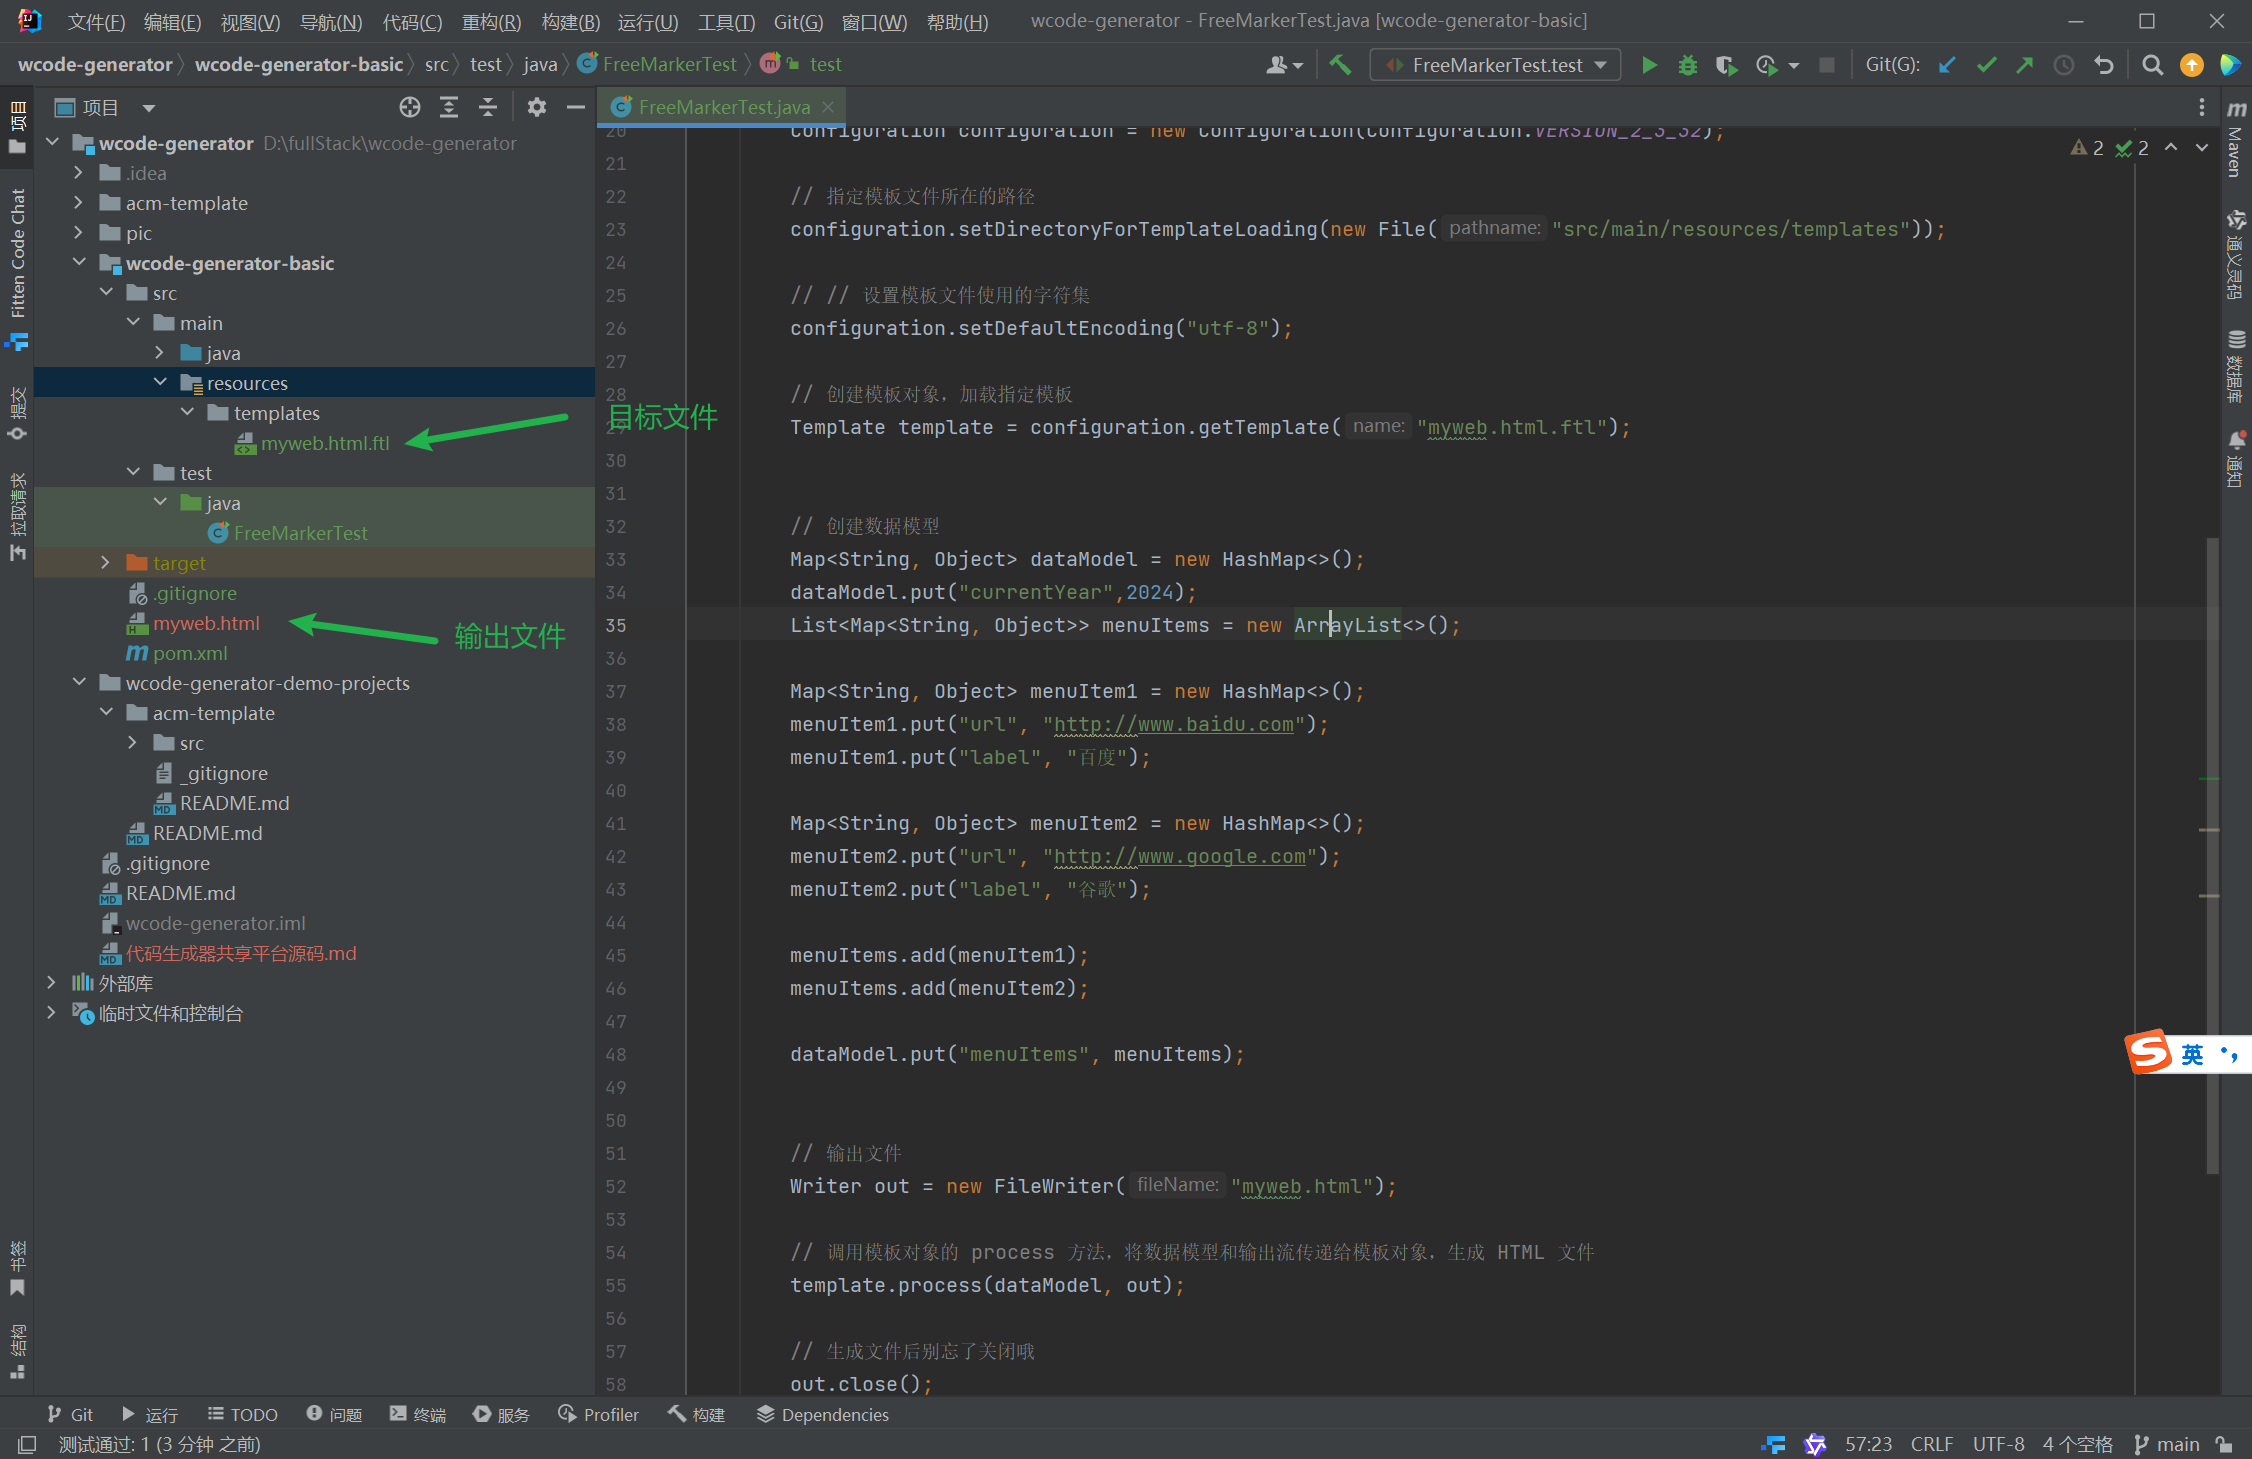 文件(F) 编辑(E) 视图(V) 导航(N) 代码(C) 重构(R) 构建(B) 运行(U) 工具(T) Git(G) 窗口(W) 帮助(H) wcode-generator - FreeMarkerTest.java [wcode-generator-basic]
wcode-generator wcode-generator-basic src test java FreeMarkerTest test FreeMarkerTest.test Git(G):
项目
FreeMarkerTest.java
wcode-generator D:\fullStack\wcode-generator
.idea
acm-template
pic
wcode-generator-basic
src
main
java
resources
templates
myweb.html.ftl
test
java
FreeMarkerTest
target
.gitignore
myweb.html
pom.xml
wcode-generator-demo-projects
acm-template
src
_gitignore
README.md
README.md
.gitignore
README.md
wcode-generator.iml
代码生成器共享平台源码.md
外部库
临时文件和控制台
目标文件
输出文件
项目
Fitten Code Chat
提交
拉取请求
书签
结构
20 Configuration configuration = new Configuration(Configuration.VERSION_2_3_32);
2 2
21
22 // 指定模板文件所在的路径
23 configuration.setDirectoryForTemplateLoading(new File( pathname: "src/main/resources/templates"));
24
25 // // 设置模板文件使用的字符集
26 configuration.setDefaultEncoding("utf-8");
27
28 // 创建模板对象，加载指定模板
29 Template template = configuration.getTemplate( name: "myweb.html.ftl");
30
31
32 // 创建数据模型
33 Map<String, Object> dataModel = new HashMap<>();
34 dataModel.put("currentYear",2024);
35 List<Map<String, Object>> menuItems = new ArrayList<>();
36
37 Map<String, Object> menuItem1 = new HashMap<>();
38 menuItem1.put("url", "http://www.baidu.com");
39 menuItem1.put("label", "百度");
40
41 Map<String, Object> menuItem2 = new HashMap<>();
42 menuItem2.put("url", "http://www.google.com");
43 menuItem2.put("label", "谷歌");
44
45 menuItems.add(menuItem1);
46 menuItems.add(menuItem2);
47
48 dataModel.put("menuItems", menuItems);
49
50
51 // 输出文件
52 Writer out = new FileWriter( fileName: "myweb.html");
53
54 // 调用模板对象的 process 方法，将数据模型和输出流传递给模板对象，生成 HTML 文件
55 template.process(dataModel, out);
56
57 // 生成文件后别忘了关闭哦
58 out.close();
Maven
通义灵码
数据库
通知
英
Git 运行 TODO 问题 终端 服务 Profiler 构建 Dependencies
测试通过: 1 (3 分钟 之前) 57:23 CRLF UTF-8 4 个空格 main